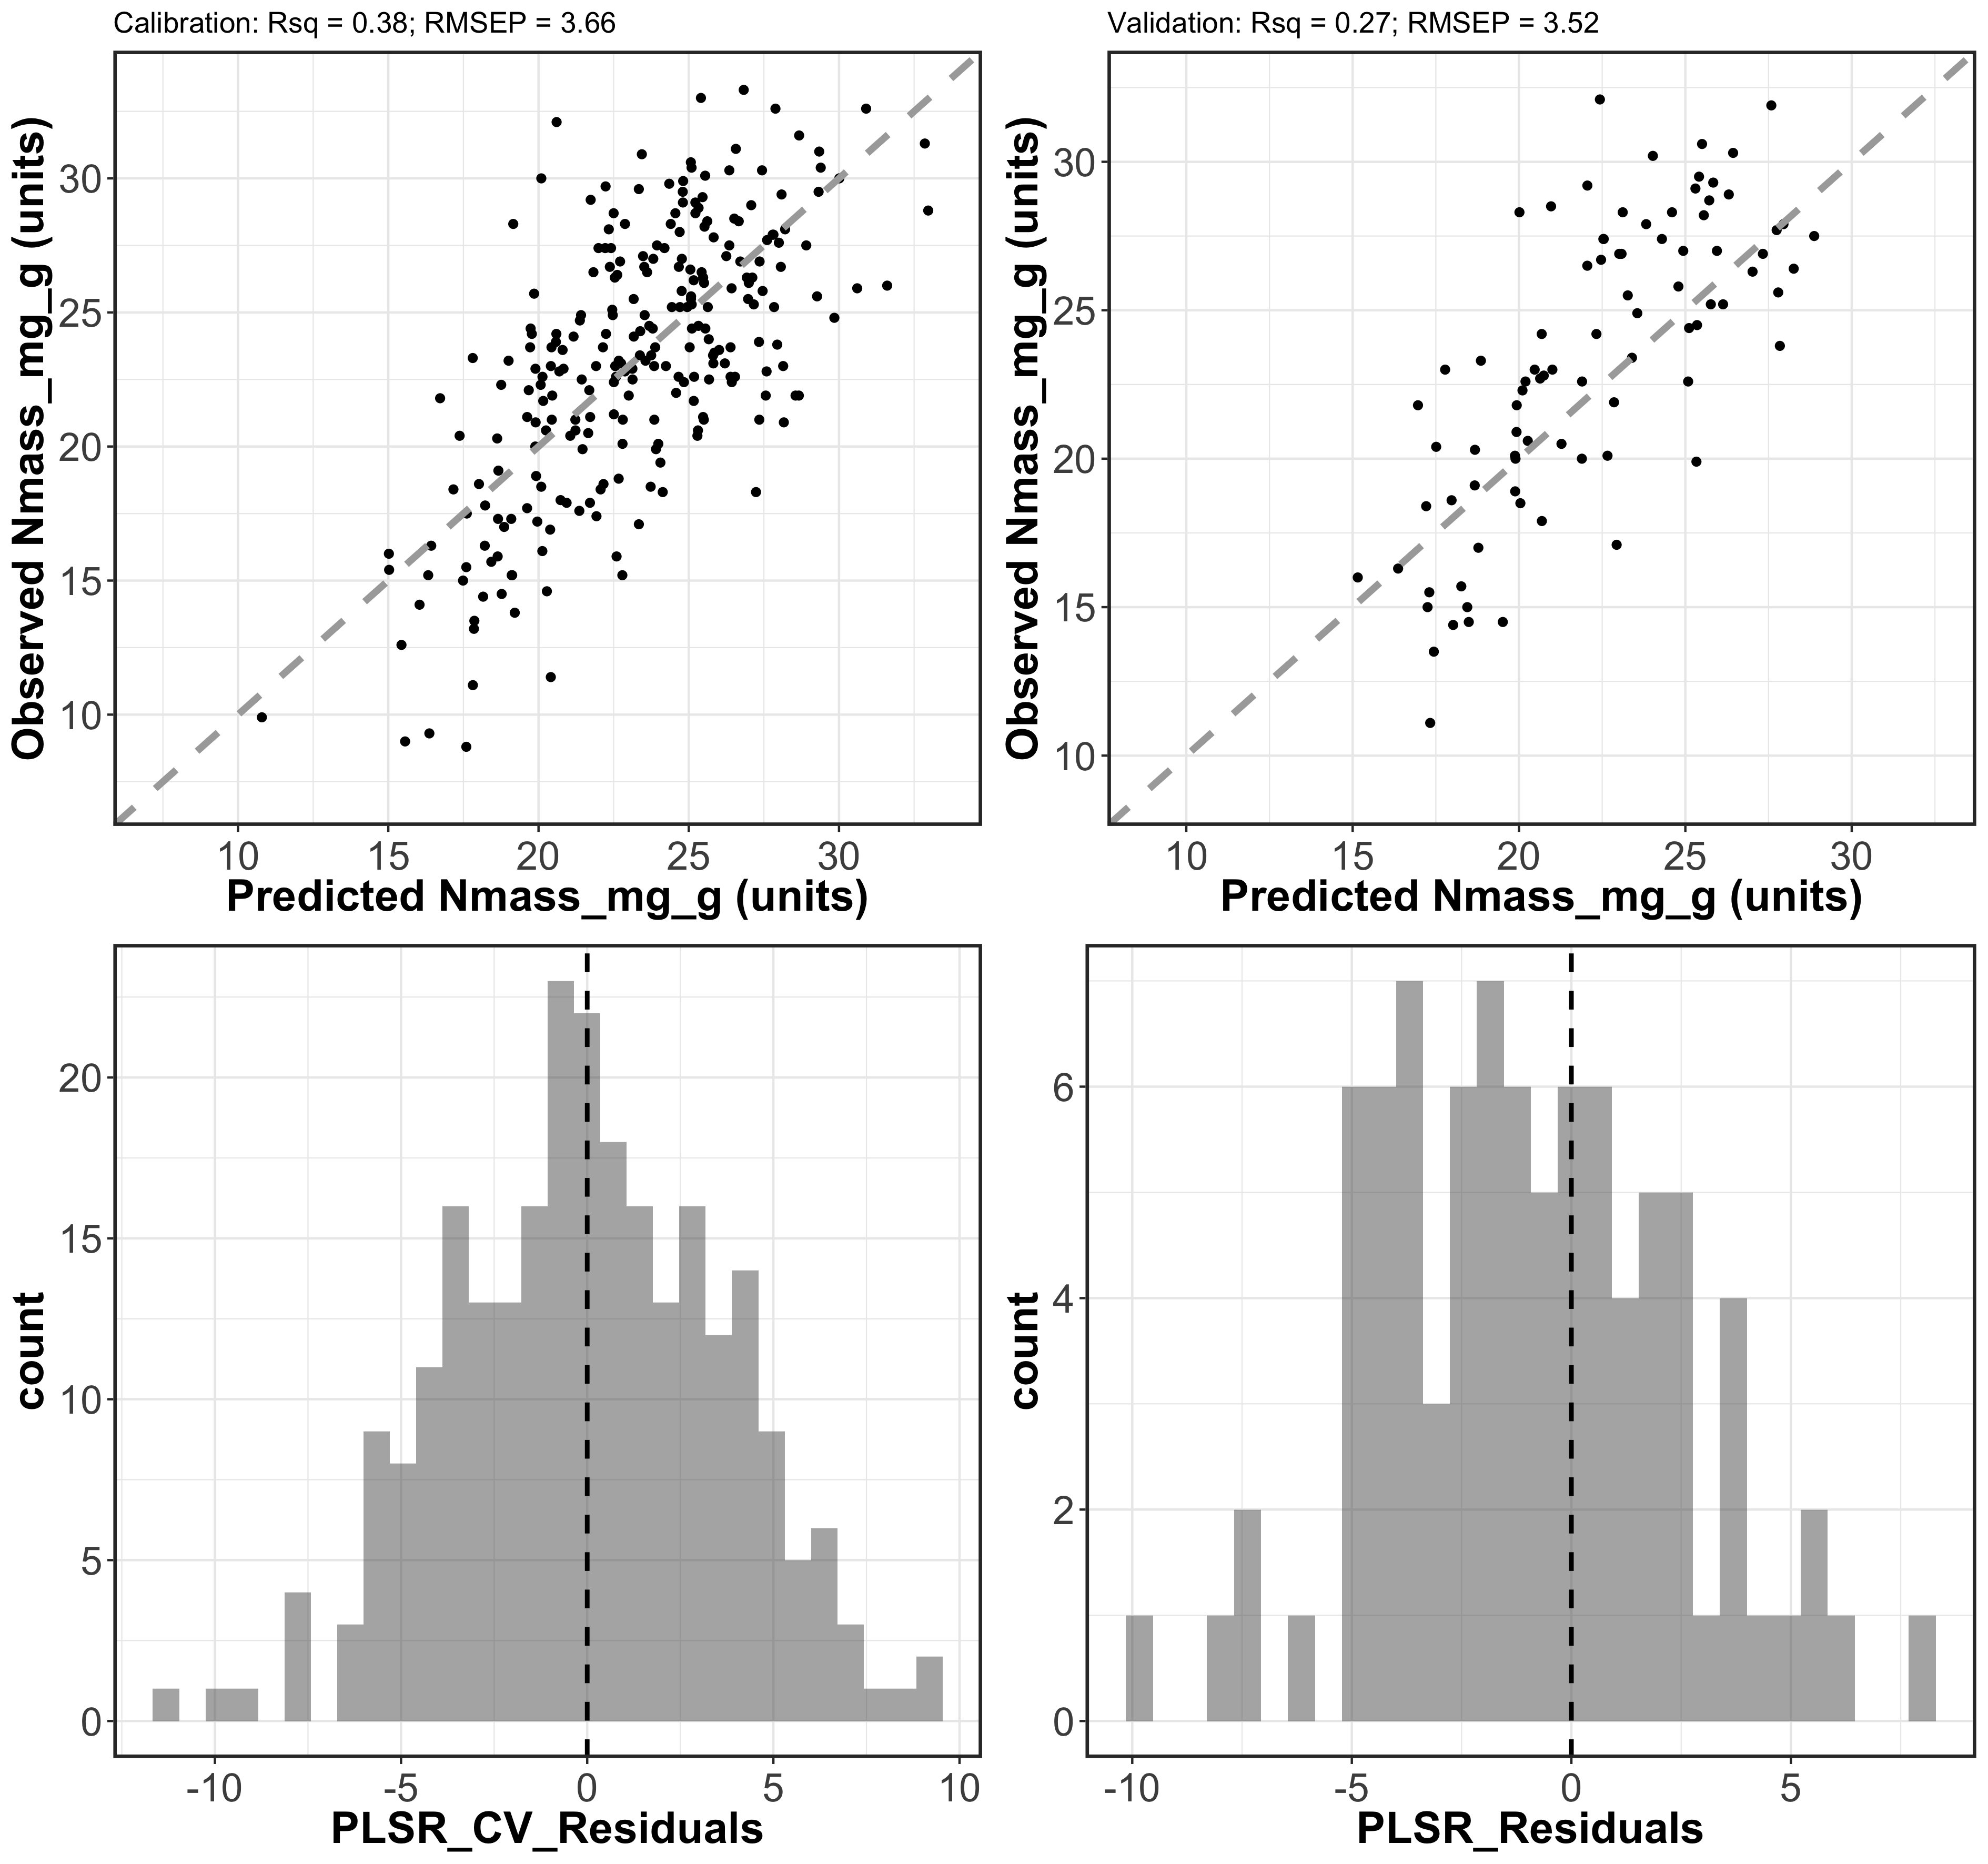 Calibration: Rsq = 0.38; RMSEP = 3.66
Observed Nmass_mg_g (units)
30
25
20
15
10
10 15 20 25 30
Predicted Nmass_mg_g (units)
Validation: Rsq = 0.27; RMSEP = 3.52
Observed Nmass_mg_g (units)
30
25
20
15
10
10 15 20 25 30
Predicted Nmass_mg_g (units)
count
20
15
10
5
0
-10 -5 0 5 10
PLSR_CV_Residuals
count
6
4
2
0
-10 -5 0 5
PLSR_Residuals